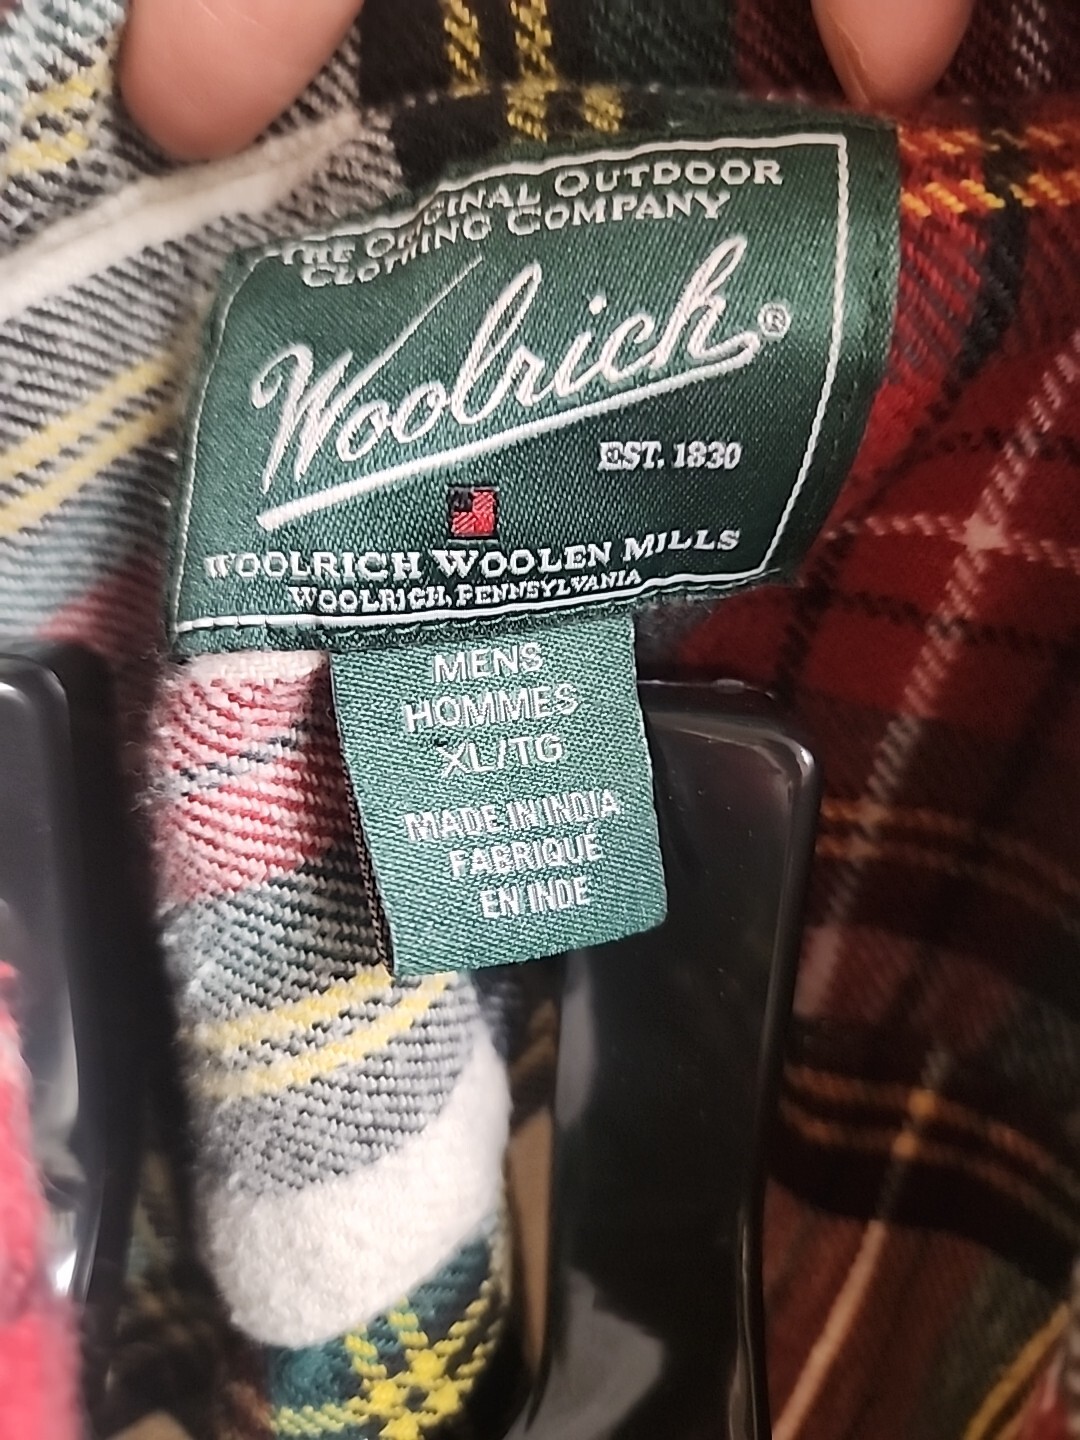 THE ORIGINAL OUTDOOR
CLOTHING COMPANY
Woolrich®
EST. 1830
WOOLRICH WOOLEN MILLS
WOOLRICH, PENNSYLVANIA
MENS
HOMMES
XL/TG
MADE IN INDIA
FABRIQUÉ
EN INDE